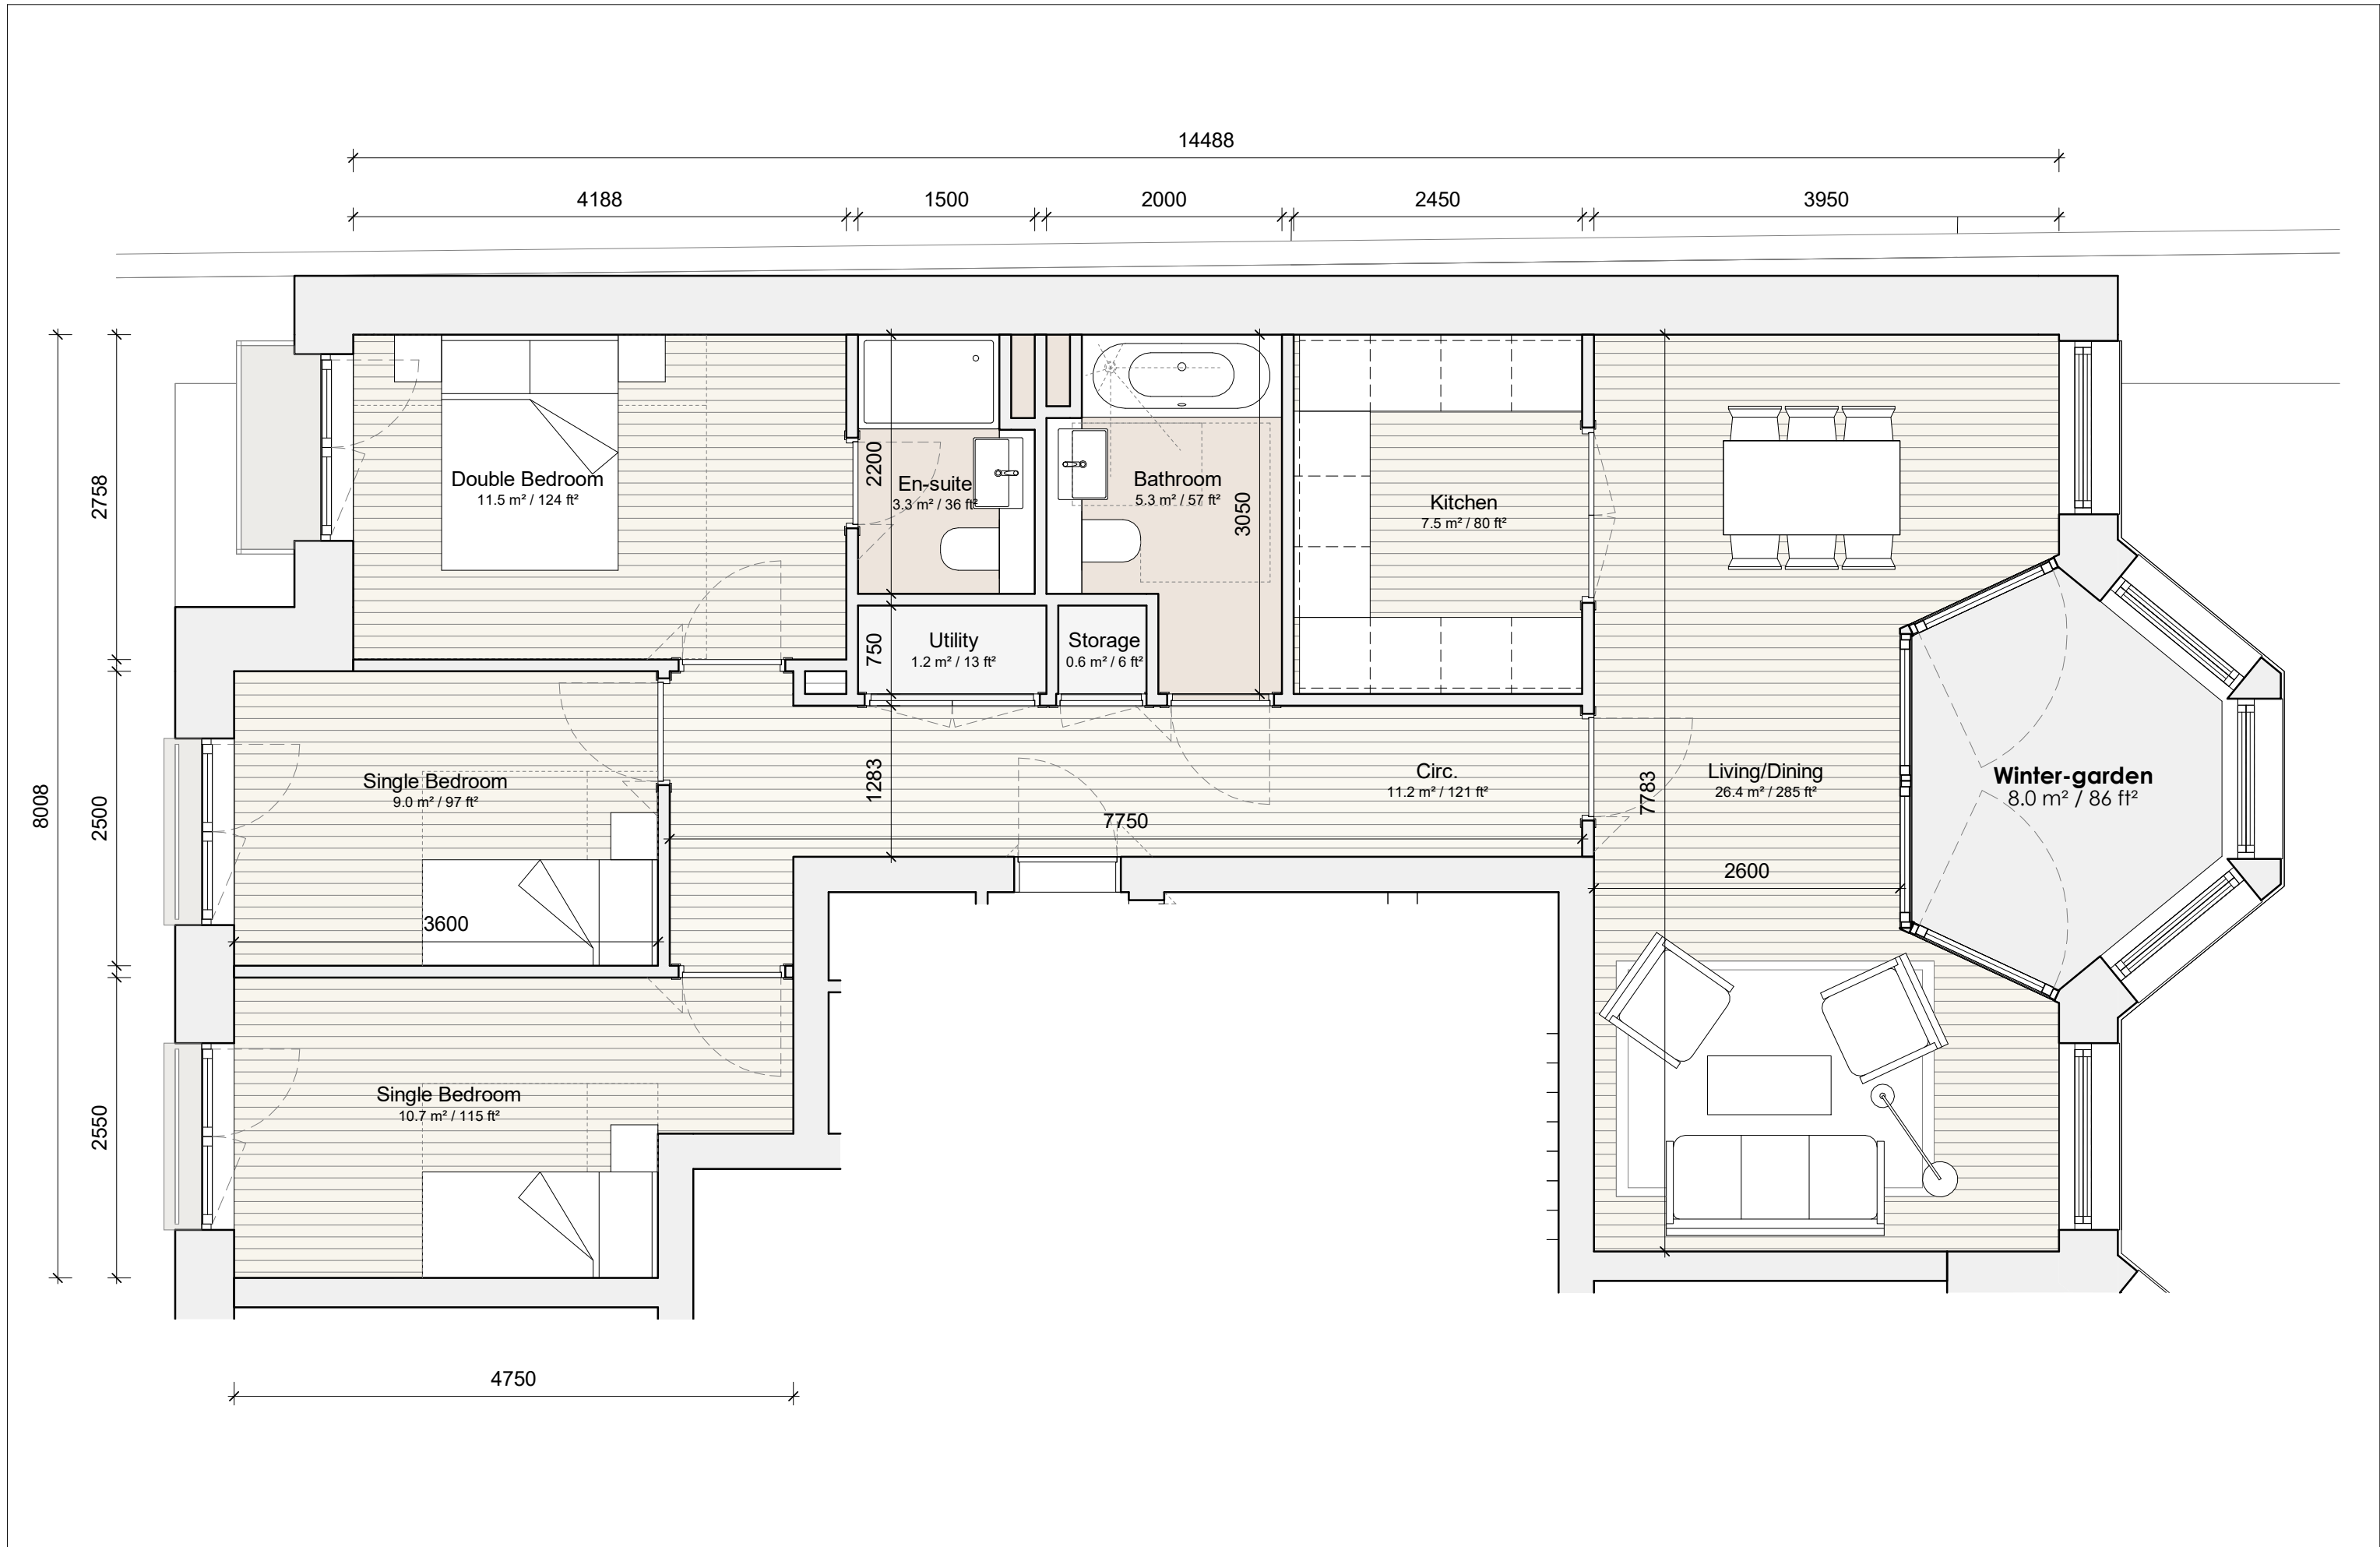 14488
4188
1500
2000
2450
3950
8008
2758
2500
2550
Double Bedroom
11.5 m² / 124 ft²
2200
En-suite
3.3 m² / 36 ft²
Bathroom
5.3 m² / 57 ft²
3050
Kitchen
7.5 m² / 80 ft²
750
Utility
1.2 m² / 13 ft²
Storage
0.6 m² / 6 ft²
Single Bedroom
9.0 m² / 97 ft²
1283
Circ.
11.2 m² / 121 ft²
7783
Living/Dining
26.4 m² / 285 ft²
Winter-garden
8.0 m² / 86 ft²
7750
2600
3600
Single Bedroom
10.7 m² / 115 ft²
4750